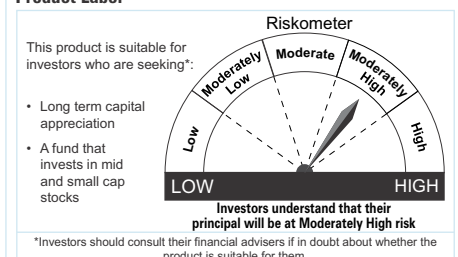 Product Label
Riskometer
This product is suitable for
investors who are seeking*:
• Long term capital
appreciation
• A fund that
invests in mid
and small cap
stocks
Low
Moderately
Low
Moderate
Moderately
High
High
LOW
HIGH
Investors understand that their
principal will be at Moderately High risk
*Investors should consult their financial advisers if in doubt about whether the
product is suitable for them.